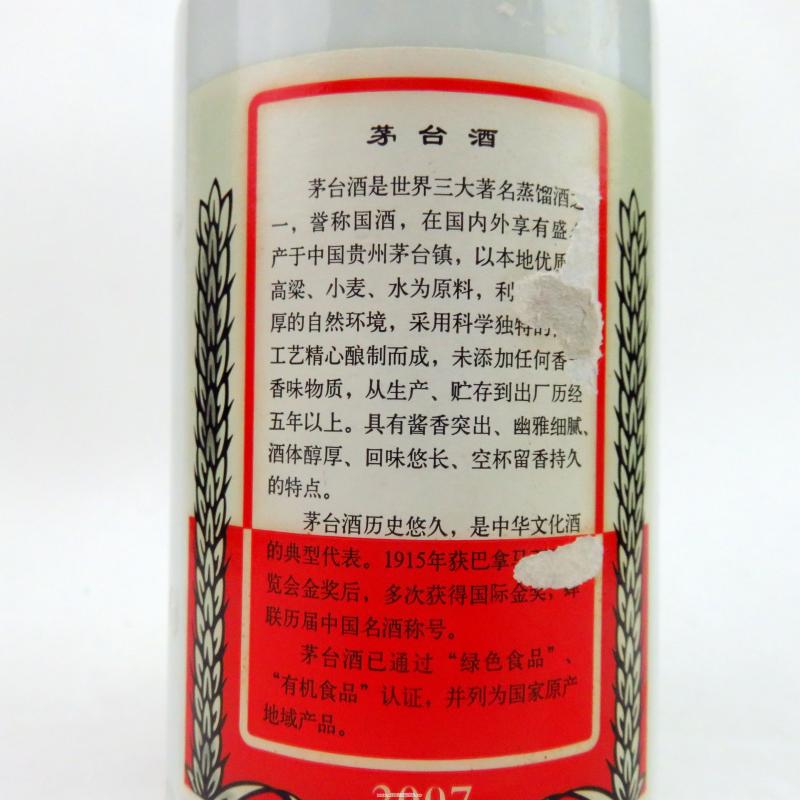 茅台酒
茅台酒是世界三大著名蒸馏酒之
一，誉称国酒，在国内外享有盛
产于中国贵州茅台镇，以本地优质
高粱、小麦、水为原料，利
厚的自然环境，采用科学独特的
工艺精心酿制而成，未添加任何香
香味物质，从生产、贮存到出厂历经
五年以上。具有酱香突出、幽雅细腻、
酒体醇厚、回味悠长、空杯留香持久
的特点。
茅台酒历史悠久，是中华文化酒
的典型代表。1915年获巴拿马
览会金奖后，多次获得国际金奖，蝉
联历届中国名酒称号。
茅台酒已通过“绿色食品”、
“有机食品”认证，并列为国家原产
地域产品。
2007